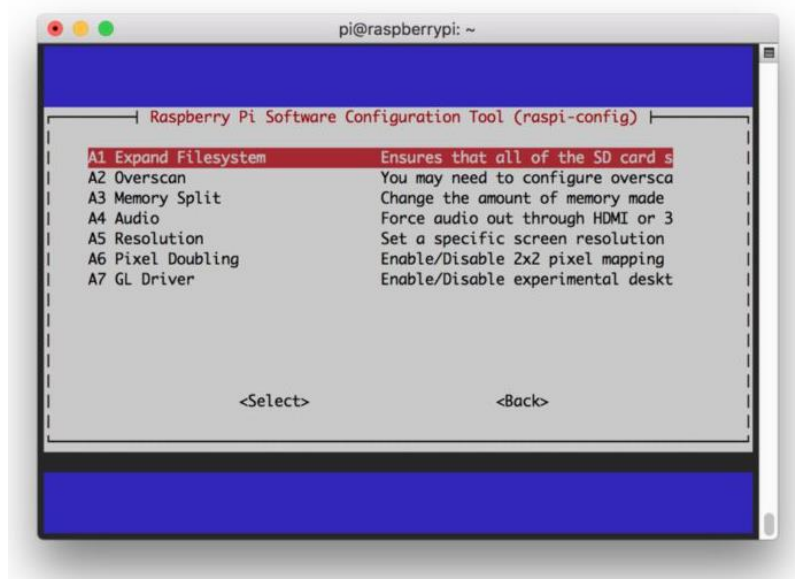 pi@raspberrypi: ~
Raspberry Pi Software Configuration Tool (raspi-config)
A1 Expand Filesystem Ensures that all of the SD card s
A2 Overscan You may need to configure oversca
A3 Memory Split Change the amount of memory made
A4 Audio Force audio out through HDMI or 3
A5 Resolution Set a specific screen resolution
A6 Pixel Doubling Enable/Disable 2x2 pixel mapping
A7 GL Driver Enable/Disable experimental deskt
<Select> <Back>